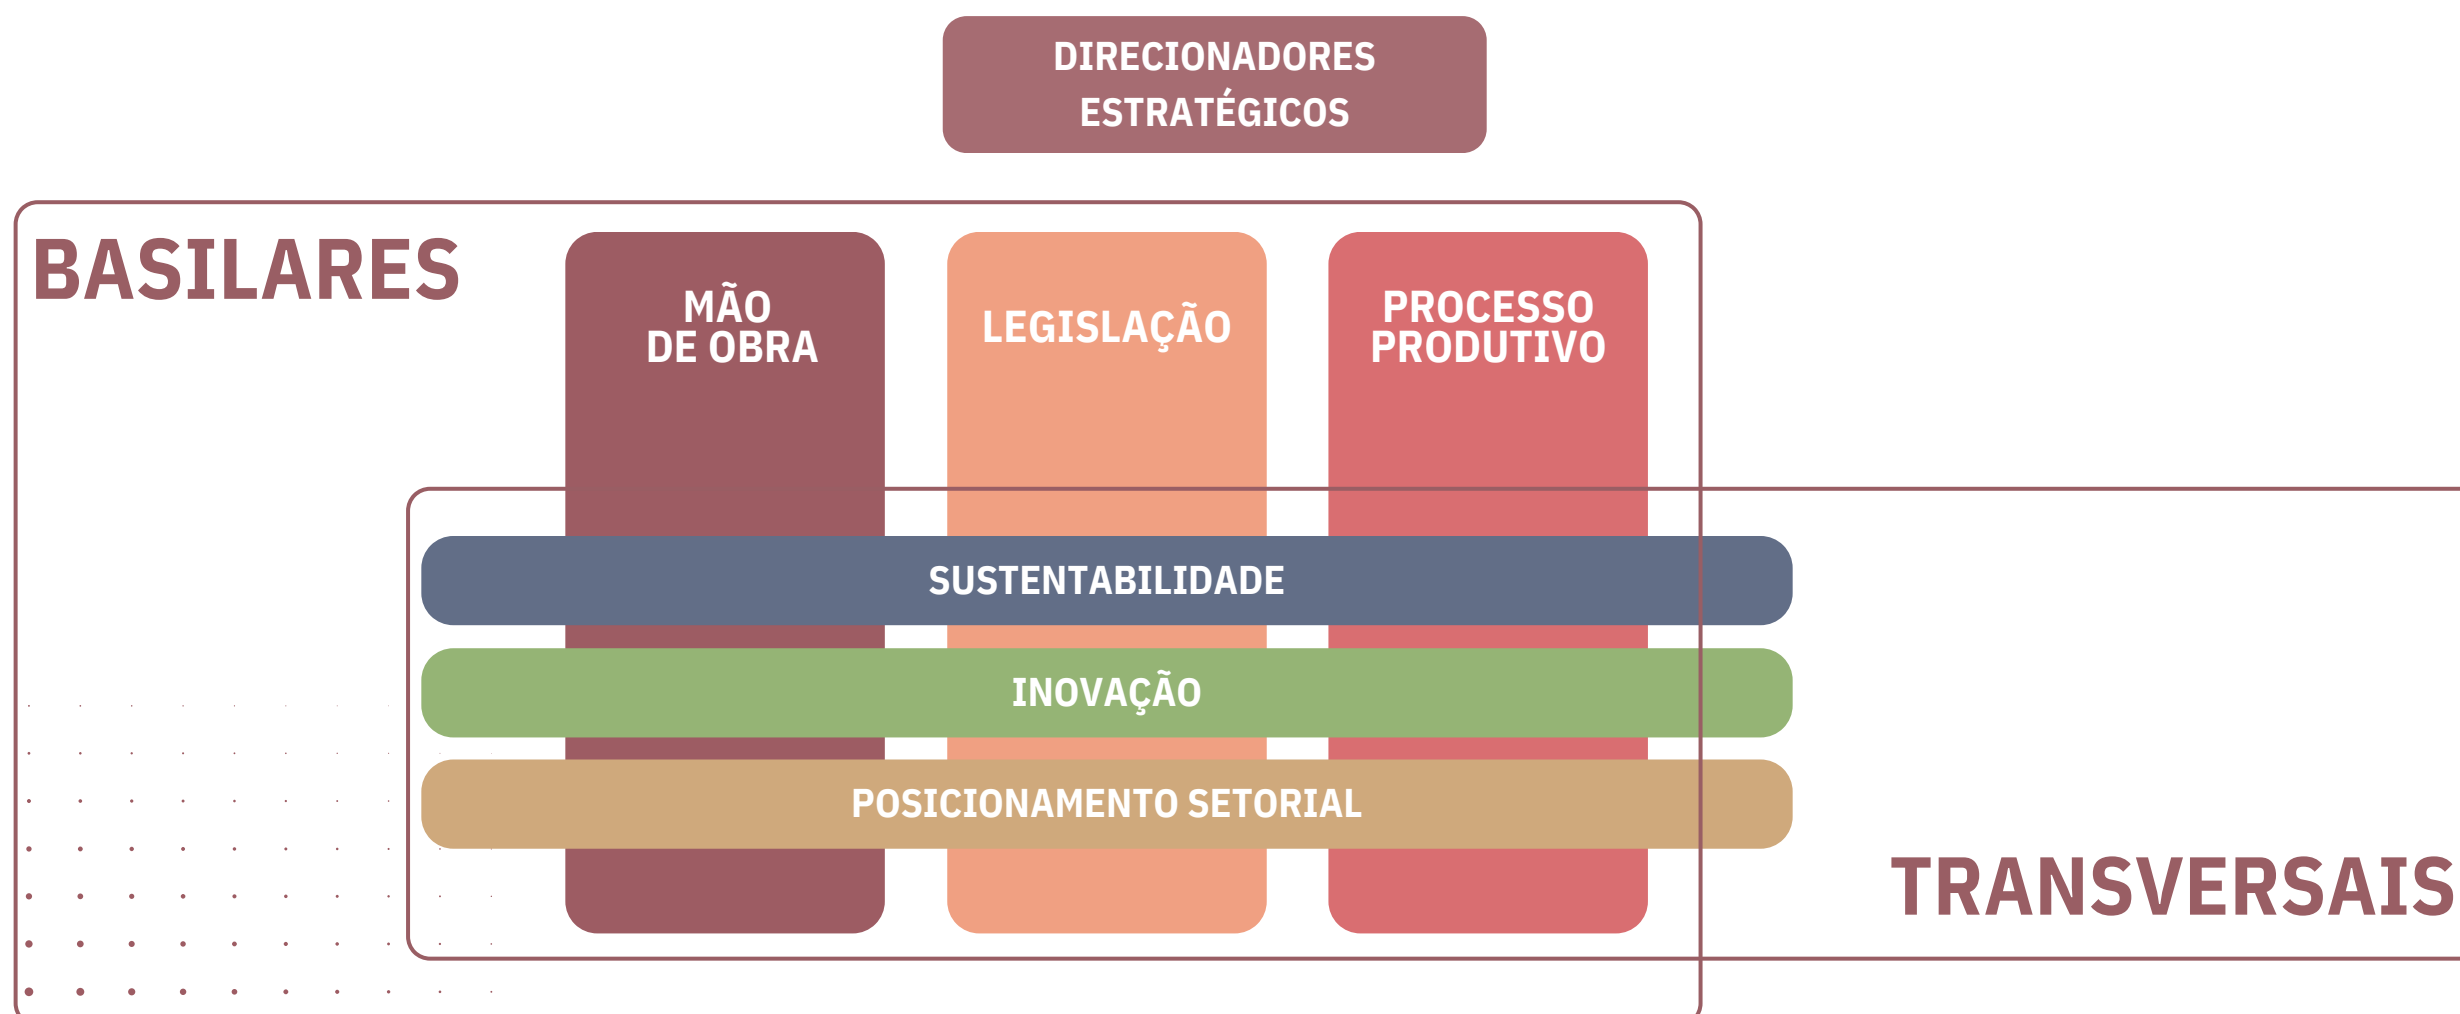 DIRECIONADORES
ESTRATÉGICOS
BASILARES
MÃO
DE OBRA
LEGISLAÇÃO
PROCESSO
PRODUTIVO
SUSTENTABILIDADE
INOVAÇÃO
POSICIONAMENTO SETORIAL
TRANSVERSAIS